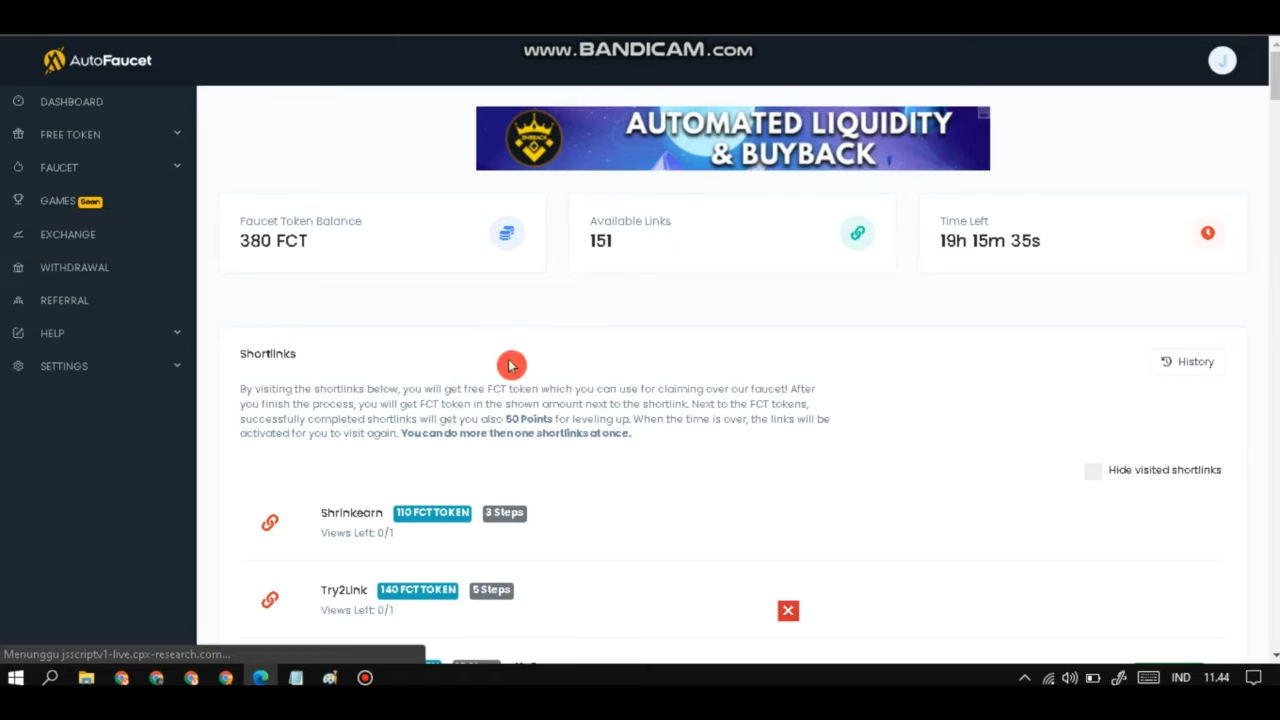 www.BANDICAM.com
AutoFaucet
J
DASHBOARD
FREE TOKEN
FAUCET
GAMES Soon
EXCHANGE
WITHDRAWAL
REFERRAL
HELP
SETTINGS
BNBBACK
AUTOMATED LIQUIDITY
& BUYBACK
Faucet Token Balance
380 FCT
Available Links
151
Time Left
19h 15m 35s
Shortlinks
History
By visiting the shortlinks below, you will get free FCT token which you can use for claiming over our faucet! After
you finish the process, you will get FCT token in the shown amount next to the shortlink. Next to the FCT tokens,
successfully completed shortlinks will get you also 50 Points for leveling up. When the time is over, the links will be
activated for you to visit again. You can do more then one shortlinks at once.
Hide visited shortlinks
Shrinkearn 110 FCT TOKEN 3 Steps
Views Left: 0/1
Try2Link 140 FCT TOKEN 5 Steps
Views Left: 0/1
Menunggu jsscriptv1-live.cpx-research.com...
IND 11.44